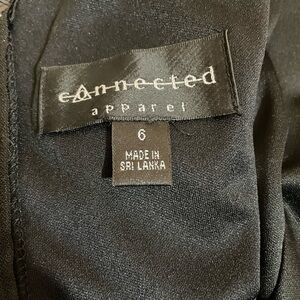 connected
apparel
6
MADE IN
SRI LANKA